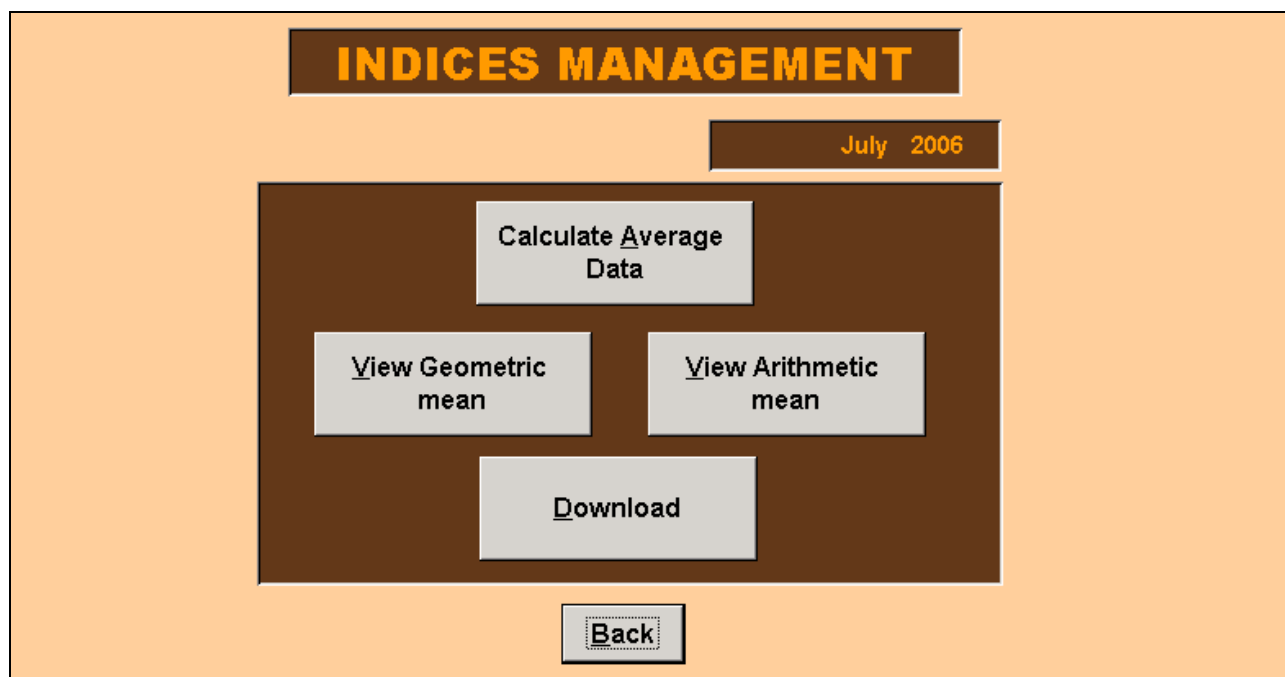 INDICES MANAGEMENT
July 2006
Calculate Average
Data
View Geometric
mean
View Arithmetic
mean
Download
Back